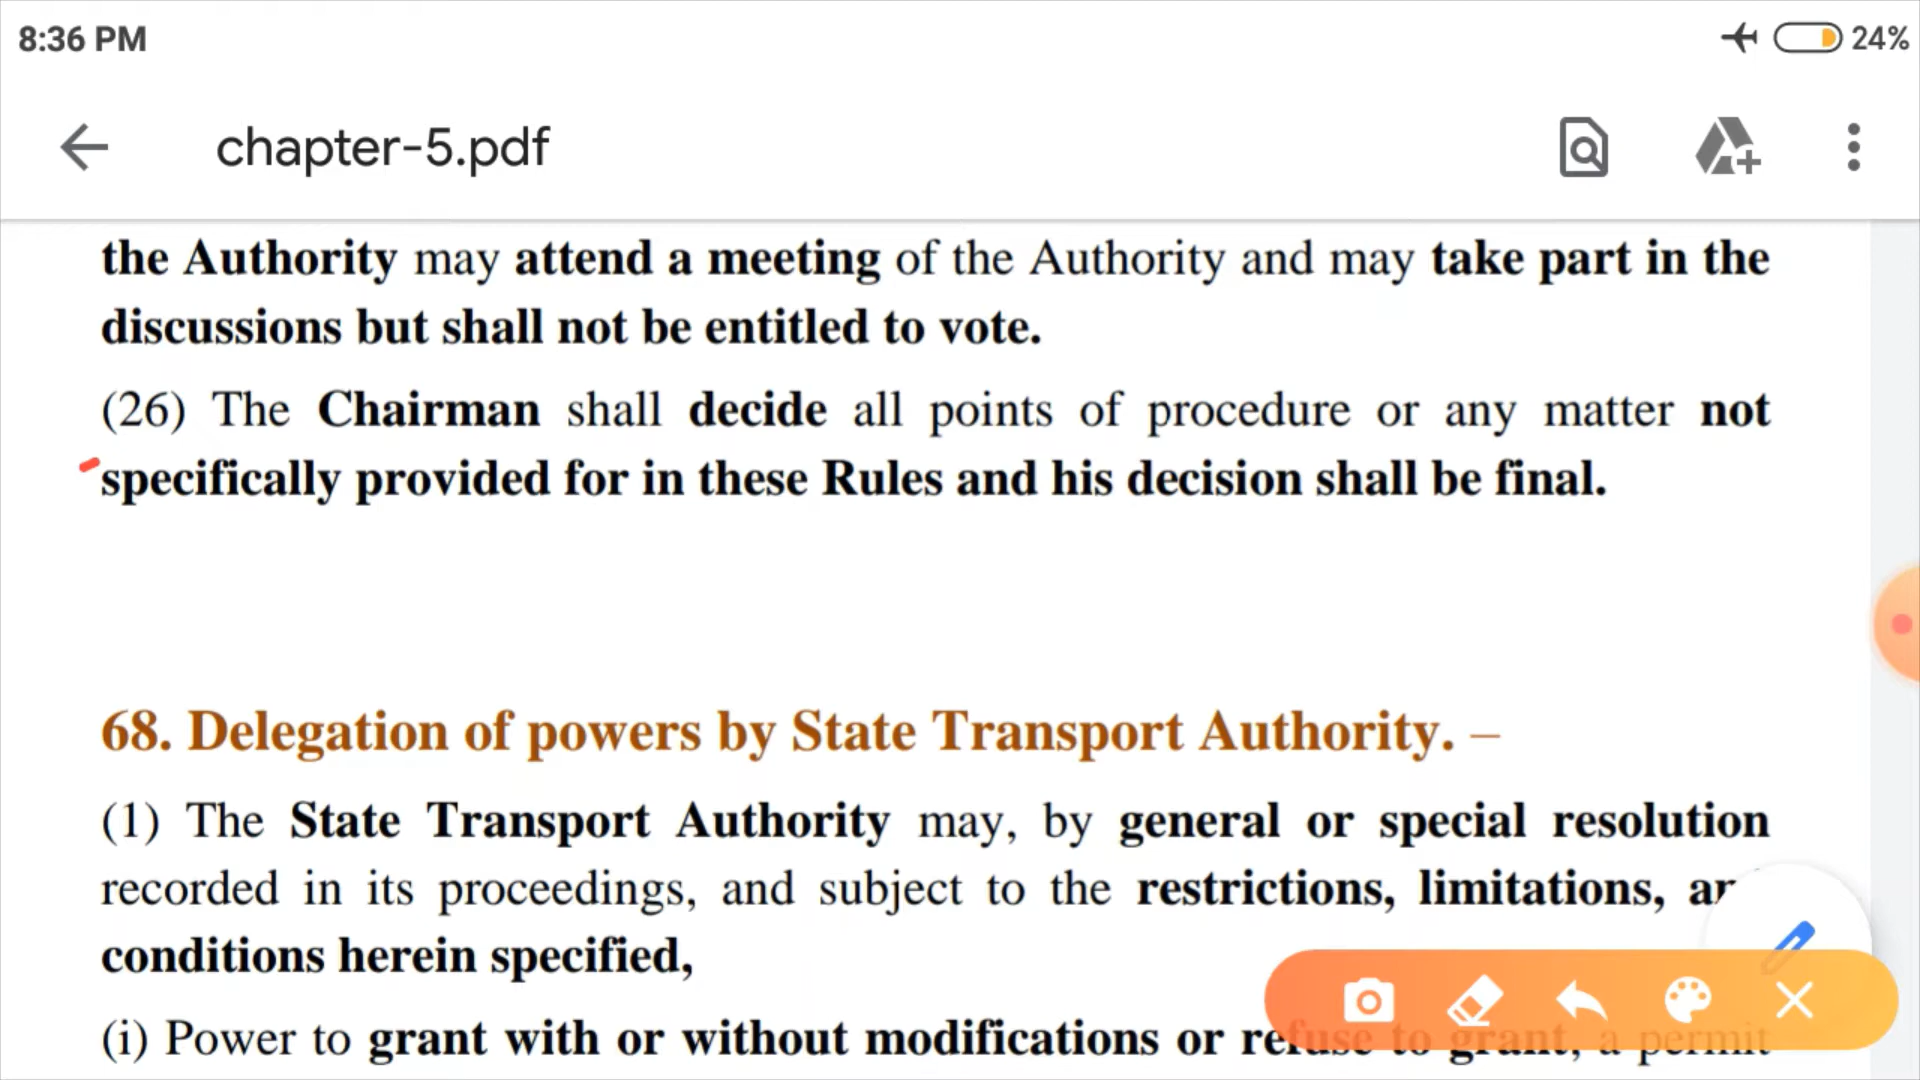 8:36 PM
24%
chapter-5.pdf
the Authority may attend a meeting of the Authority and may take part in the
discussions but shall not be entitled to vote.
(26) The Chairman shall decide all points of procedure or any matter not
specifically provided for in these Rules and his decision shall be final.
68. Delegation of powers by State Transport Authority. –
(1) The State Transport Authority may, by general or special resolution
recorded in its proceedings, and subject to the restrictions, limitations,
conditions herein specified,
(i) Power to grant with or without modifications or refuse to grant, a permit